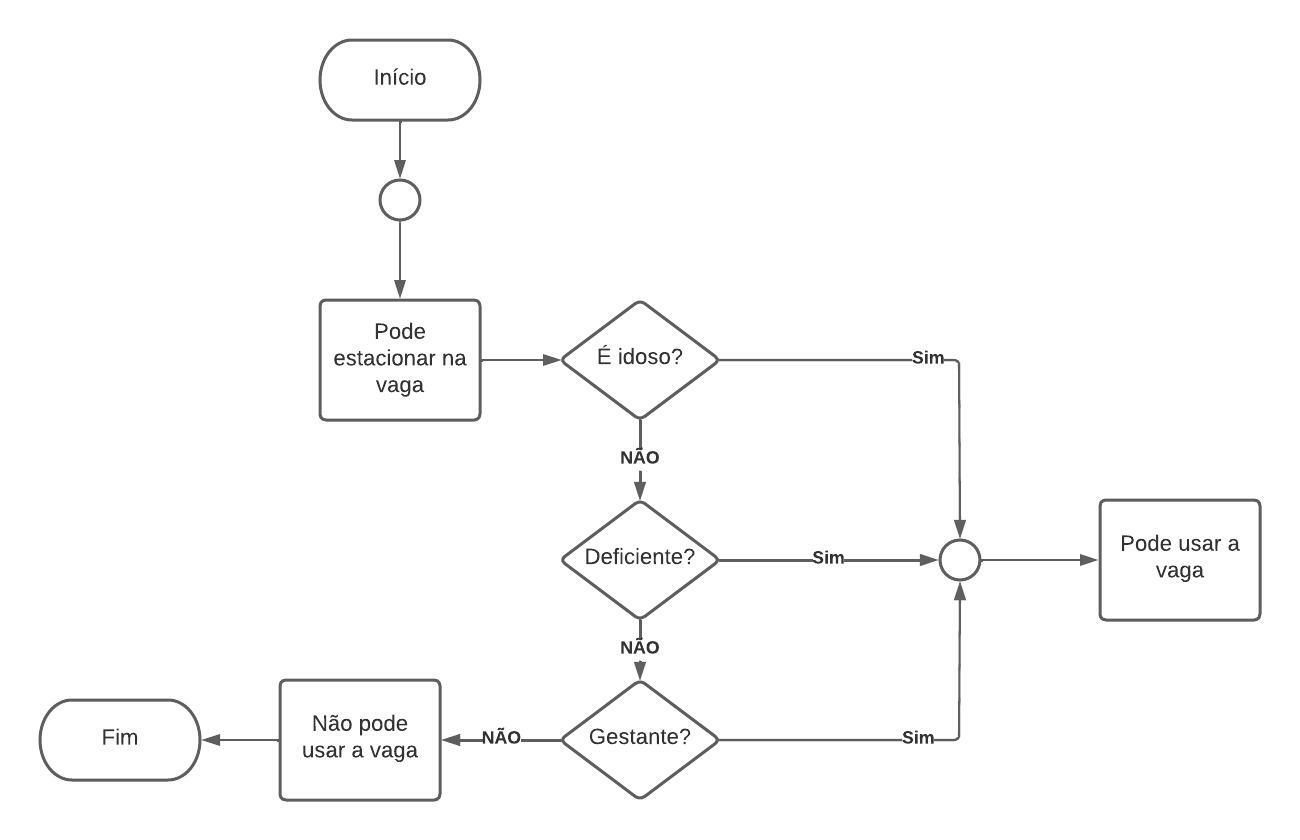 Início
Pode
estacionar na
vaga
É idoso?
Sim
NÃO
Deficiente?
Sim
Pode usar a
vaga
NÃO
Gestante?
Sim
NÃO
Não pode
usar a vaga
Fim